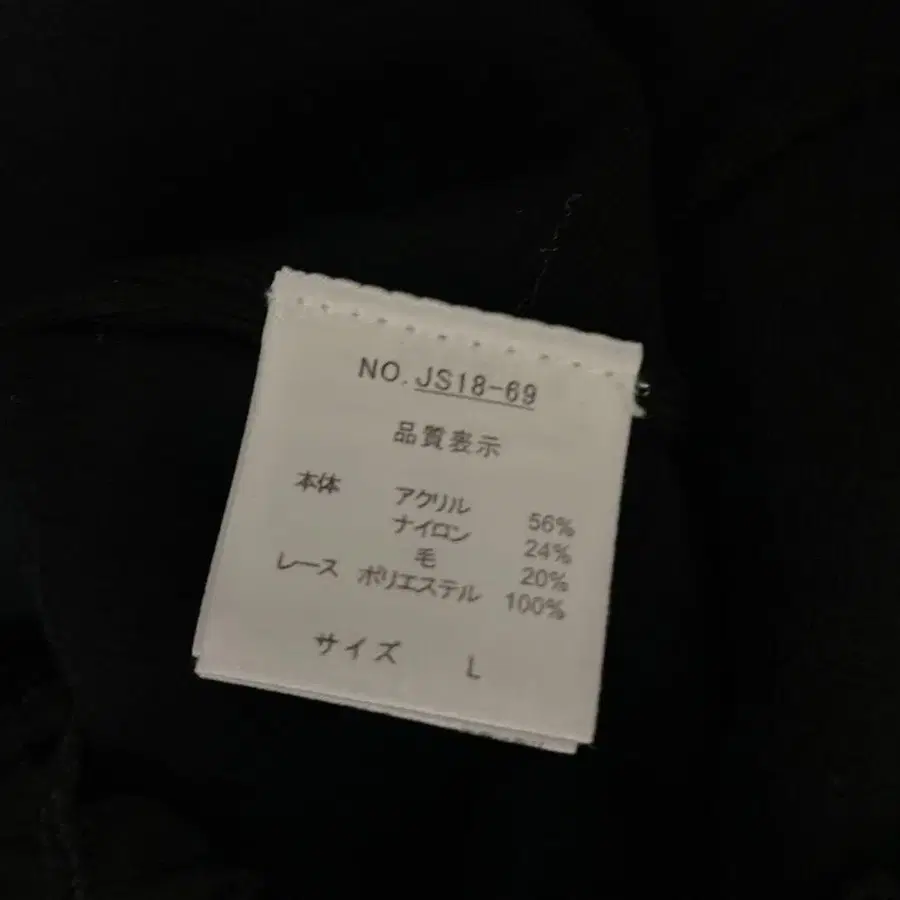 NO. JS18-69
品質表示
本体 アクリル 56%
ナイロン 24%
毛 20%
レース ポリエステル 100%
サイズ L